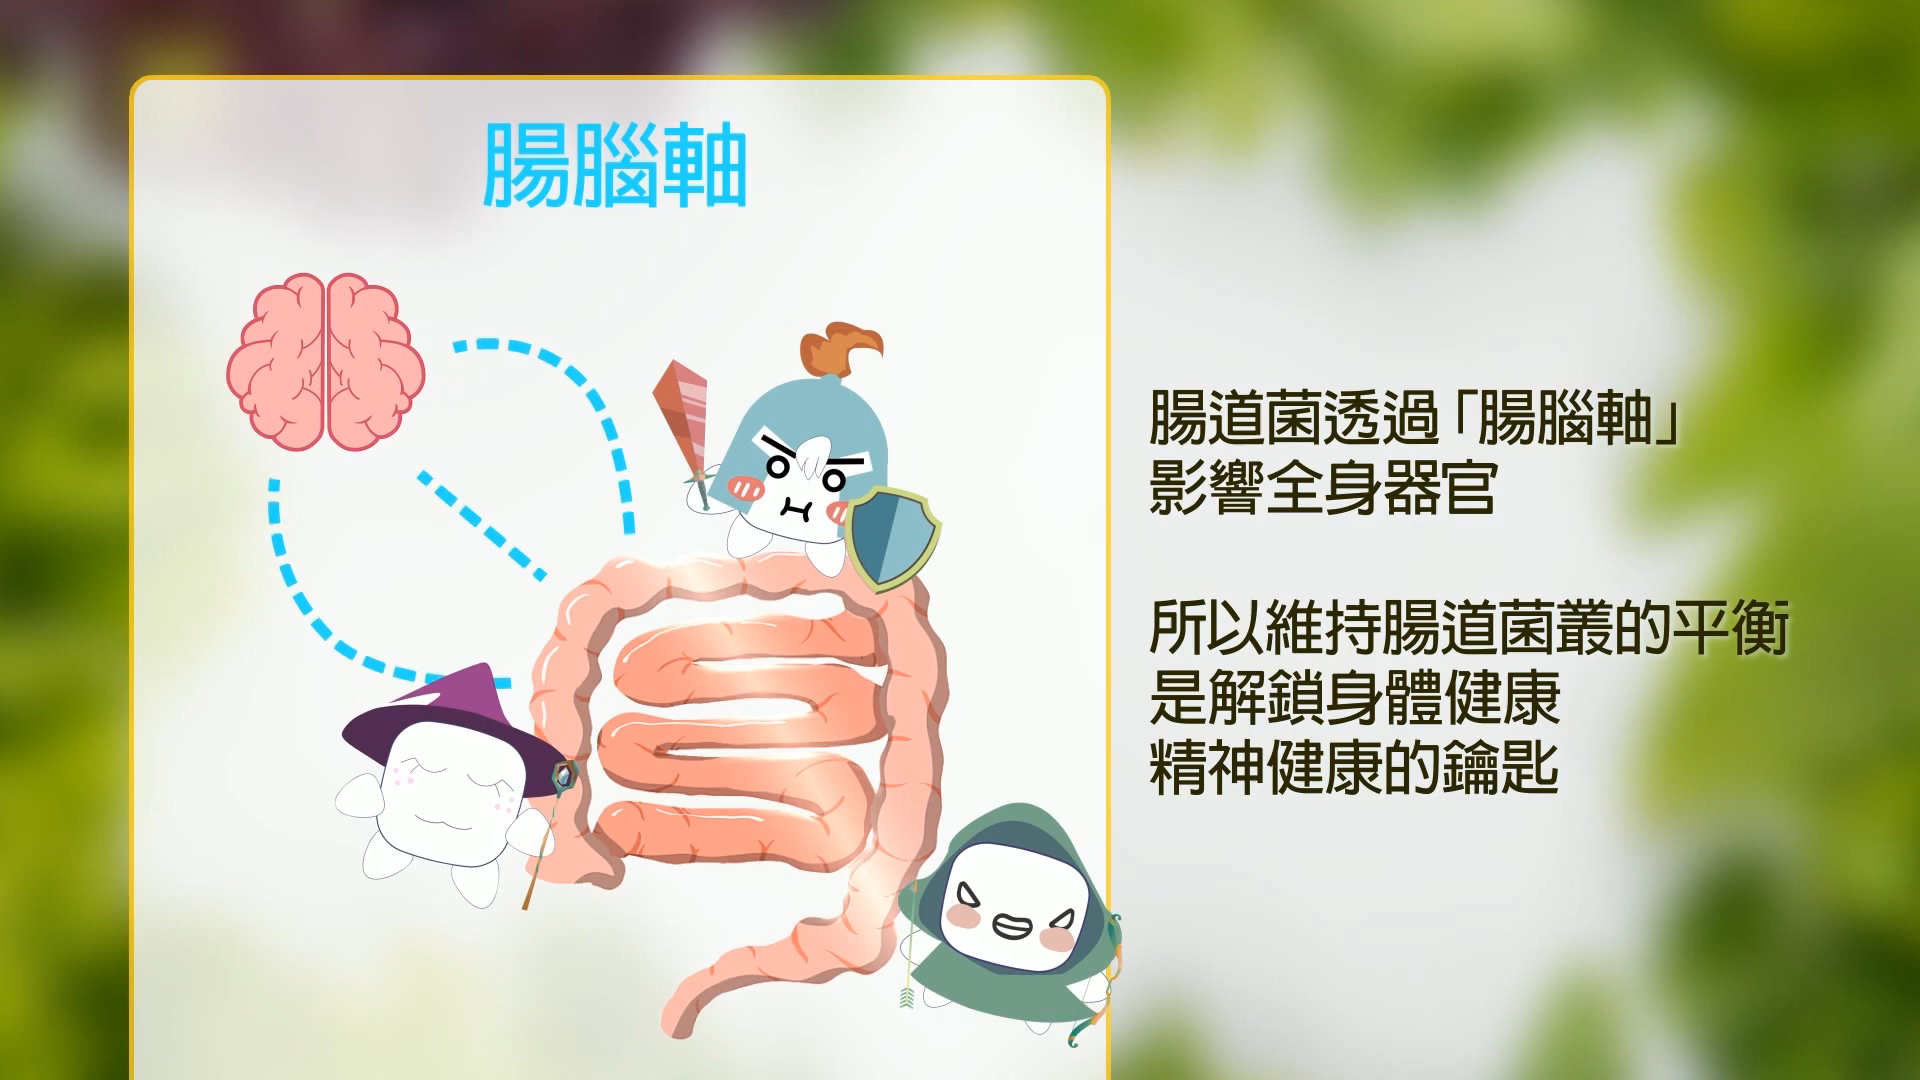 腸腦軸
腸道菌透過「腸腦軸」
影響全身器官
所以維持腸道菌叢的平衡
是解鎖身體健康
精神健康的鑰匙